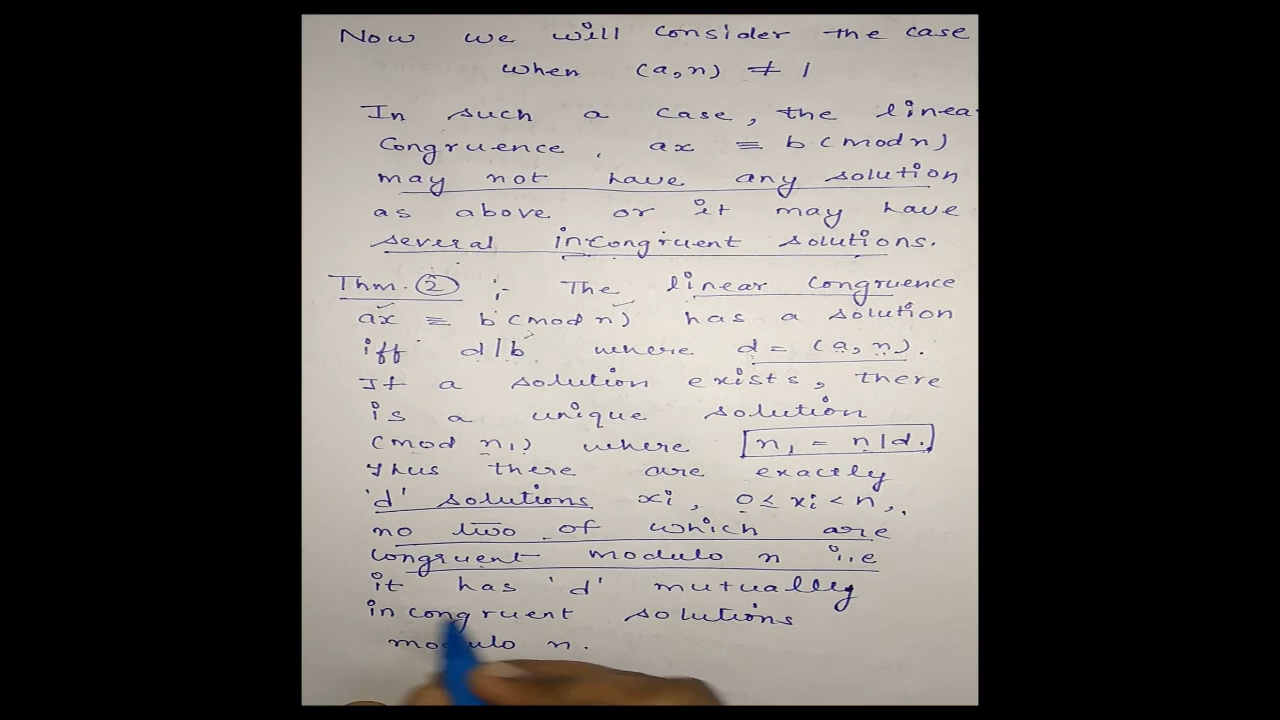 Now we will consider the case
when (a,n) ≠ 1
In such a case, the linea
Congruence, ax ≡ b (mod n)
may not have any solution
as above or it may have
several incongruent solutions.
Thm. ② :- The linear congruence
ax ≡ b (mod n) has a solution
iff d/b where d = (a, n).
If a solution exists, there
is a unique solution
(mod n₁) where n₁ = n/d.
Thus there are exactly
'd' solutions xi, 0 ≤ xi < n,
no two of which are
congruent modulo n i.e
it has 'd' mutually
incongruent solutions
modulo n.